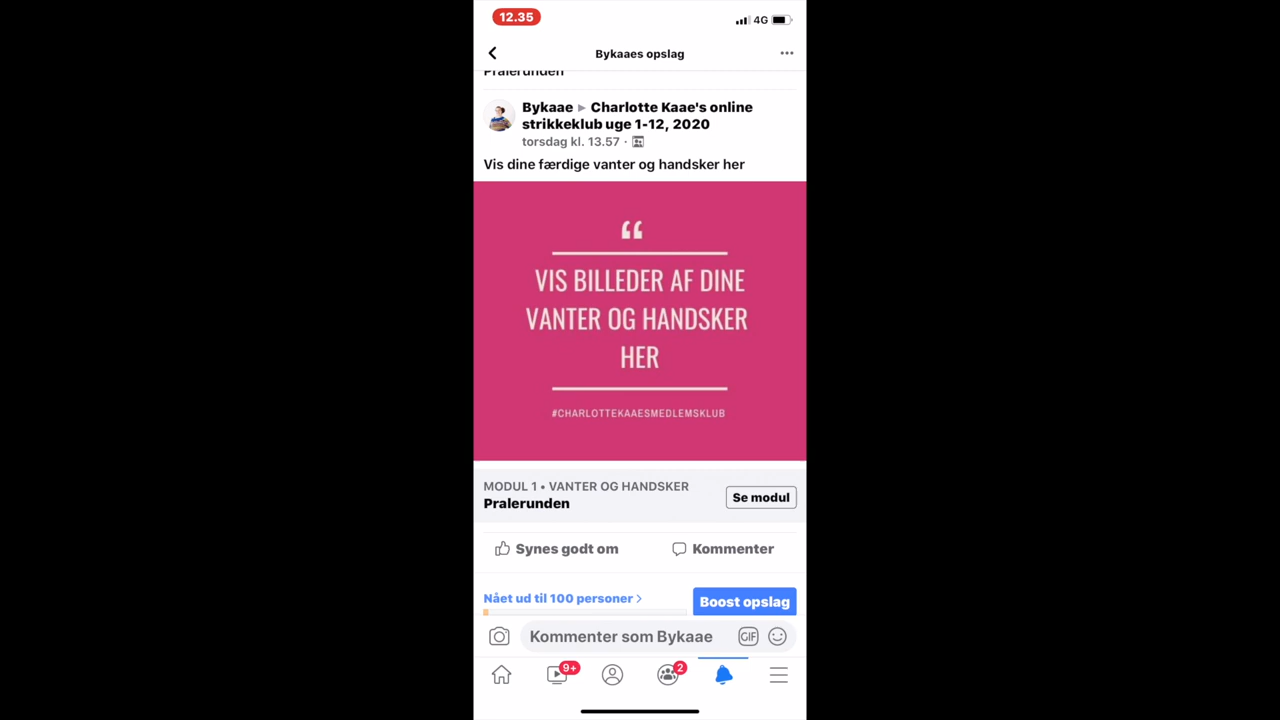 12.35
4G
Bykaaes opslag
Pralerunden
Bykaae ▸ Charlotte Kaae's online
strikkeklub uge 1-12, 2020
torsdag kl. 13.57 ·
Vis dine færdige vanter og handsker her
“
VIS BILLEDER AF DINE
VANTER OG HANDSKER
HER
#CHARLOTTEKAAESMEDLEMSKLUB
MODUL 1 • VANTER OG HANDSKER
Pralerunden
Se modul
Synes godt om
Kommenter
Nået ud til 100 personer >
Boost opslag
Kommenter som Bykaae
GIF
9+
2